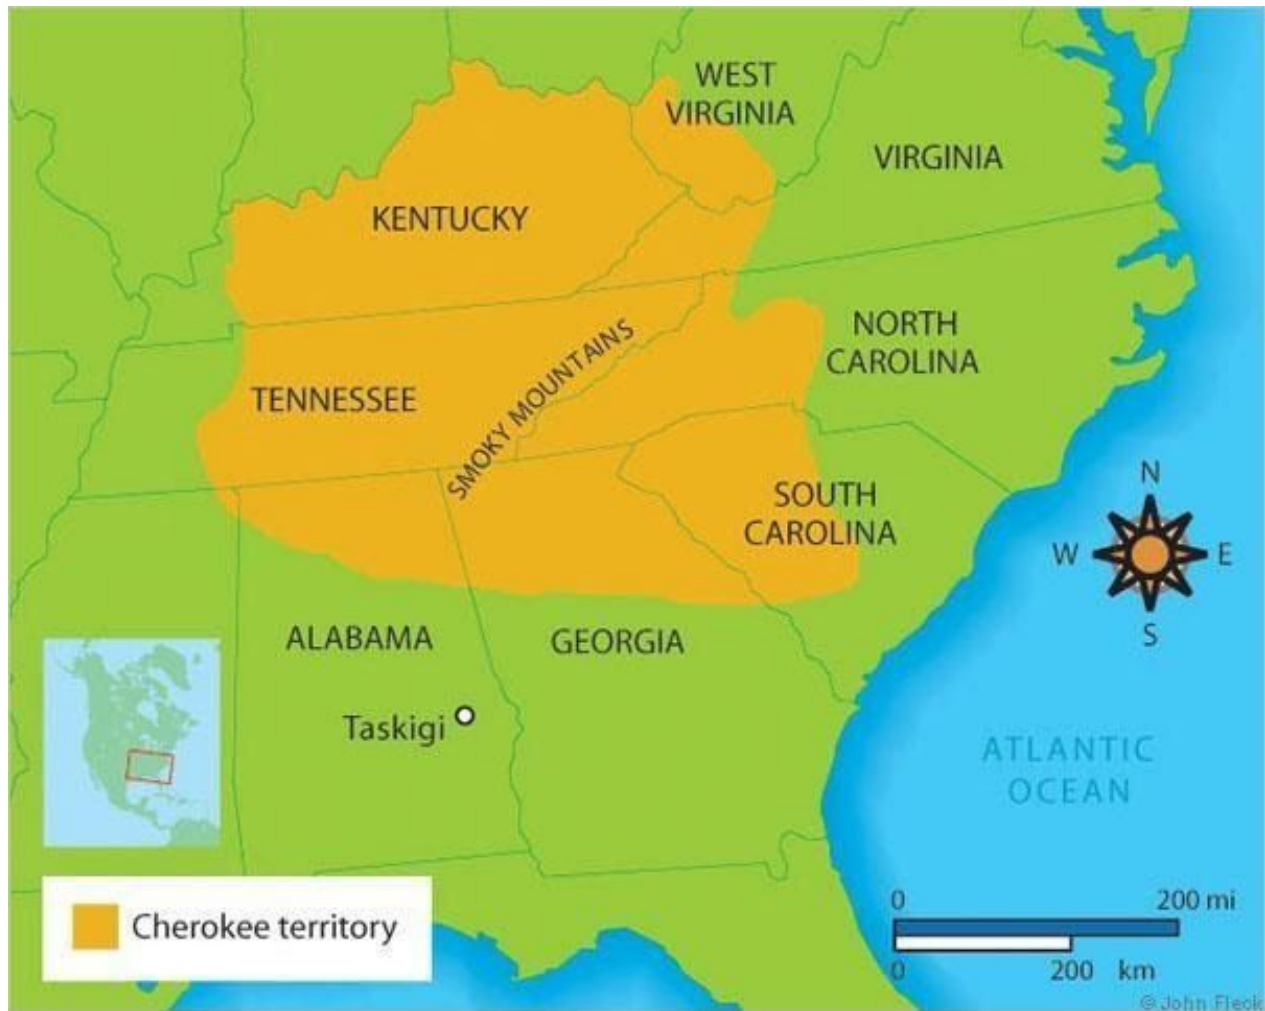 WEST
VIRGINIA
VIRGINIA
KENTUCKY
NORTH
CAROLINA
SMOKY MOUNTAINS
TENNESSEE
SOUTH
CAROLINA
N
W
E
S
ALABAMA
GEORGIA
Taskigi
ATLANTIC
OCEAN
Cherokee territory
0
200 mi
0
200 km
© John Fleck